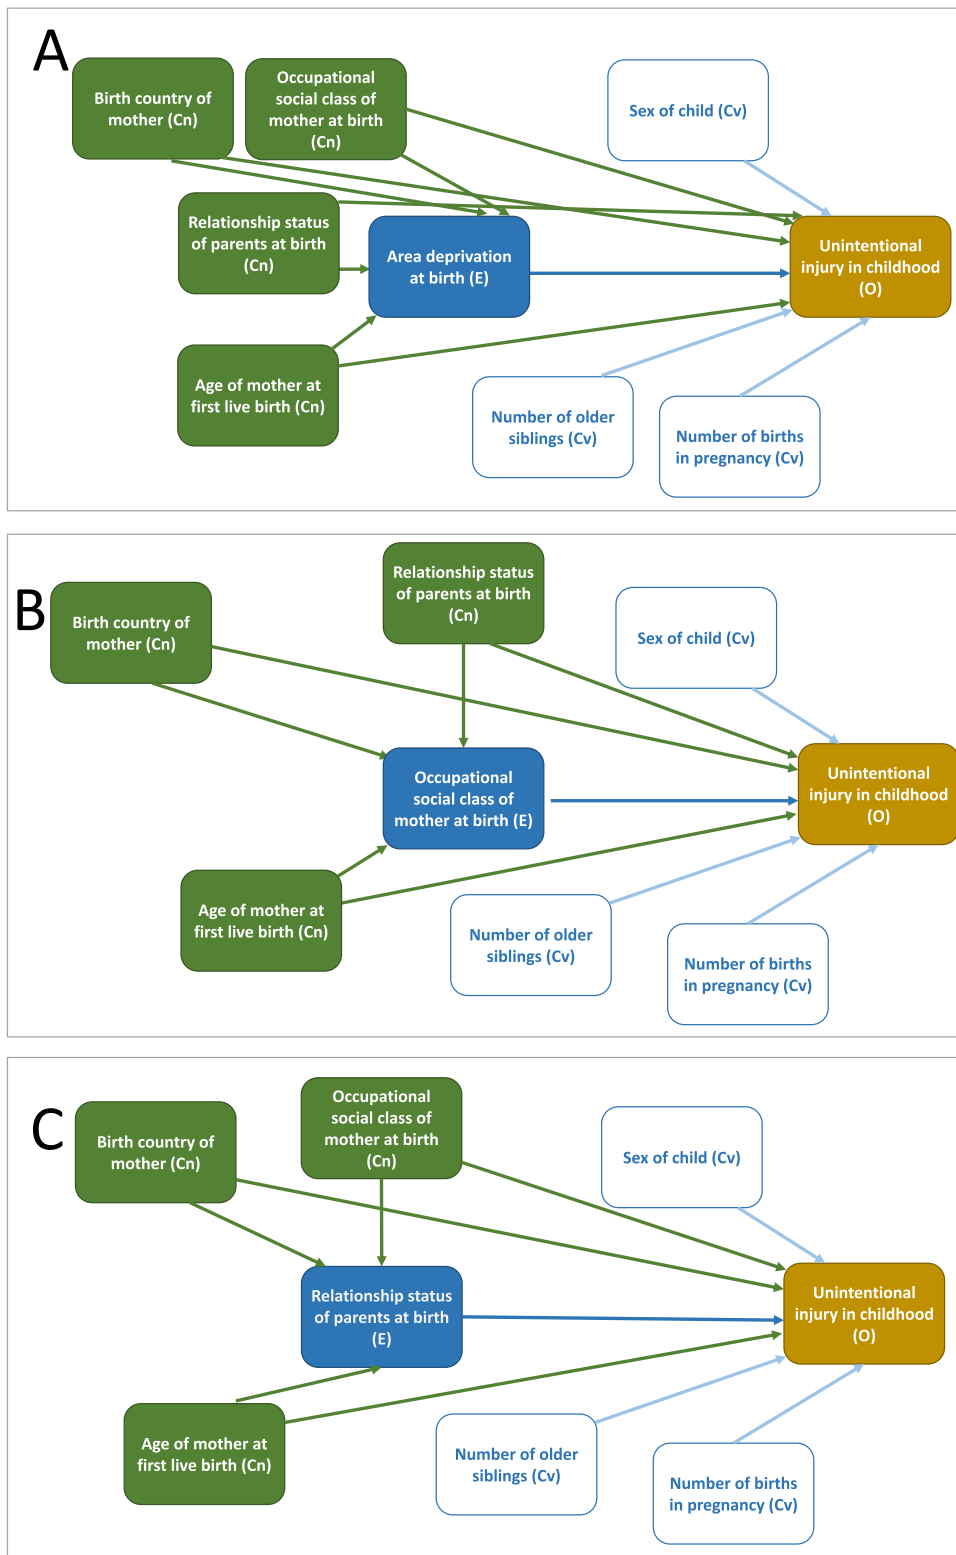 A
Birth country of
mother (Cn)
Occupational
social class of
mother at birth
(Cn)
Sex of child (Cv)
Relationship status
of parents at birth
(Cn)
Area deprivation
at birth (E)
Unintentional
injury in childhood
(O)
Age of mother at
first live birth (Cn)
Number of older
siblings (Cv)
Number of births
in pregnancy (Cv)
B
Relationship status
of parents at birth
(Cn)
Birth country of
mother (Cn)
Sex of child (Cv)
Occupational
social class of
mother at birth (E)
Unintentional
injury in childhood
(O)
Age of mother at
first live birth (Cn)
Number of older
siblings (Cv)
Number of births
in pregnancy (Cv)
C
Birth country of
mother (Cn)
Occupational
social class of
mother at birth
(Cn)
Sex of child (Cv)
Relationship status
of parents at birth
(E)
Unintentional
injury in childhood
(O)
Age of mother at
first live birth (Cn)
Number of older
siblings (Cv)
Number of births
in pregnancy (Cv)